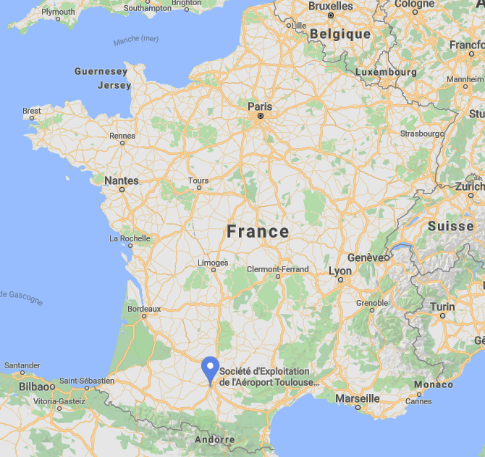 Plymouth
Southampton
Brighton
Bruxelles
Cologne
Lille
Belgique
Manche (mer)
Francfo
Guernesey
Jersey
Luxembourg
Mannheim
Brest
Paris
Stu
Rennes
Strasbourg
Nantes
Tours
Zurich
France
Suisse
La Rochelle
Limoges
Clermont-Ferrand
Genève
Lyon
de Gascogne
Bordeaux
Grenoble
Turin
Gê
Santander
Bilbao
Saint-Sébastien
Société d'Exploitation
de l'Aéroport Toulouse...
Monaco
Vitoria-Gasteiz
Marseille
Cannes
Andorre